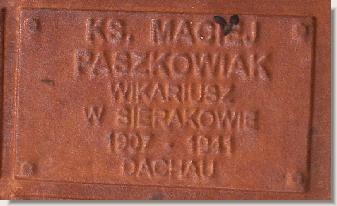 KS. MACIEJ
PASZKOWIAK
WIKARIUSZ
W SIERAKOWIE
1907 - 1941
DACHAU